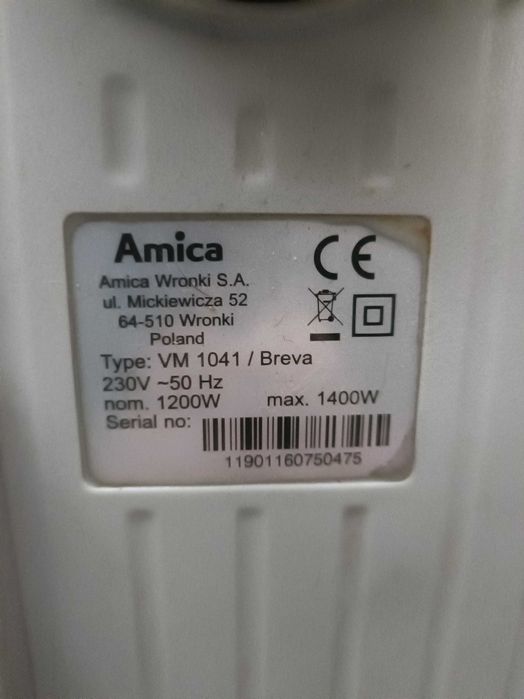 Amica
CE
Amica Wronki S.A.
ul. Mickiewicza 52
64-510 Wronki
Poland
Type: VM 1041 / Breva
230V ~50 Hz
nom. 1200W max. 1400W
Serial no:
11901160750475